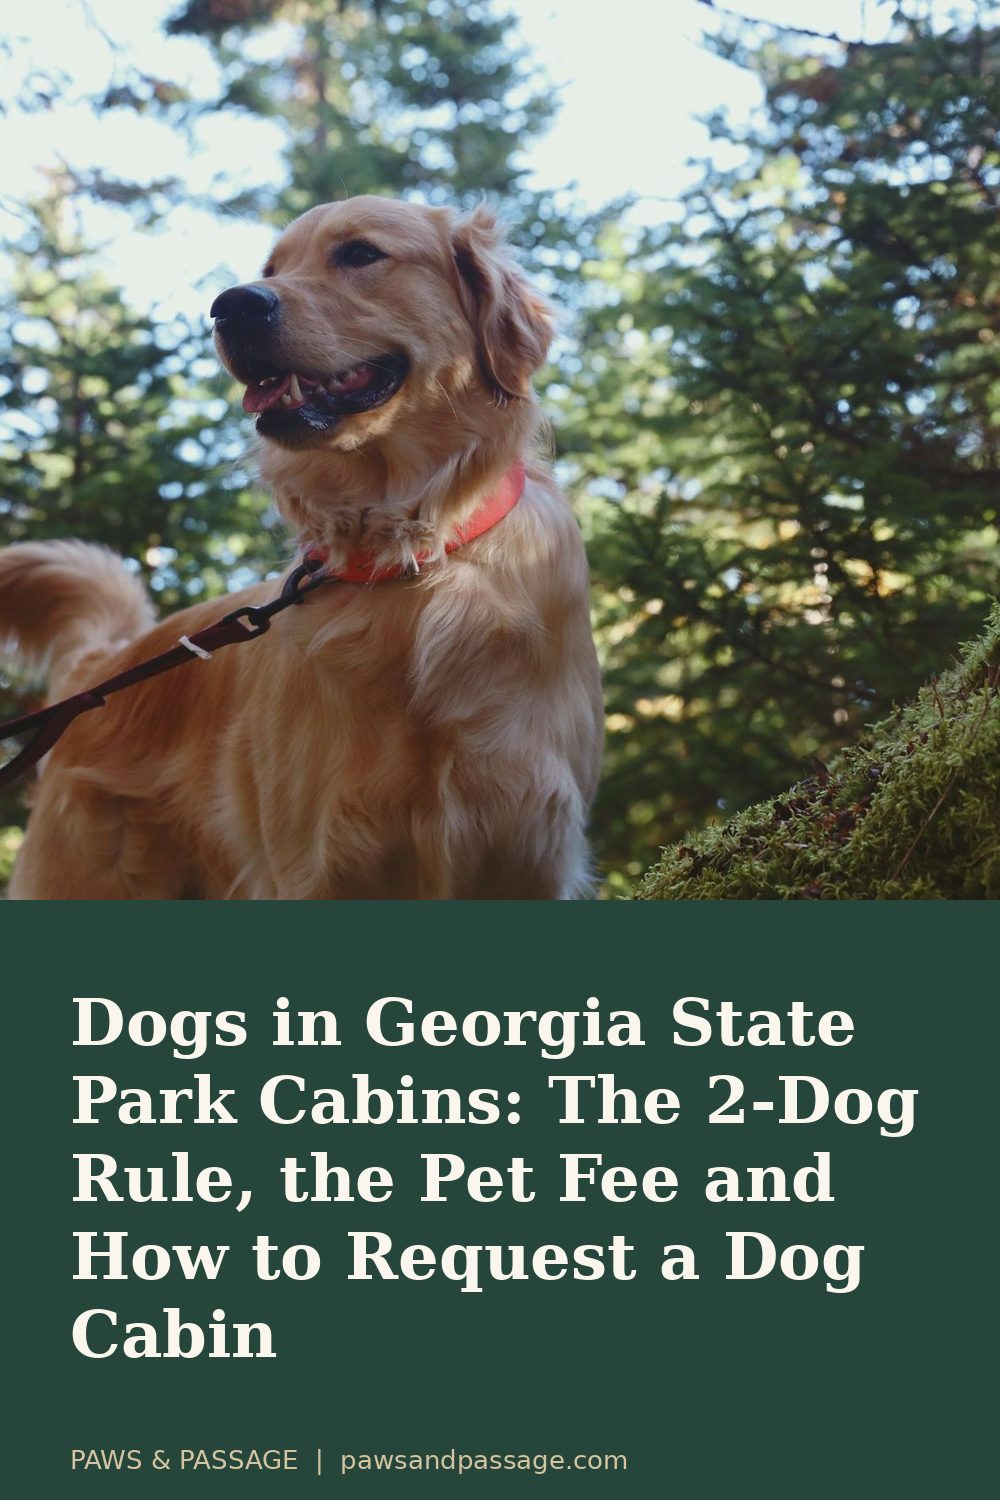 Dogs in Georgia State
Park Cabins: The 2-Dog
Rule, the Pet Fee and
How to Request a Dog
Cabin
PAWS & PASSAGE | pawsandpassage.com